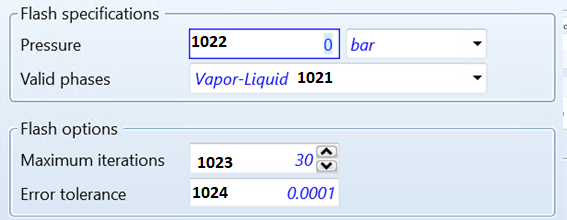 Flash specifications
Pressure 1022 0 bar
Valid phases Vapor-Liquid 1021
Flash options
Maximum iterations 1023 30
Error tolerance 1024 0.0001